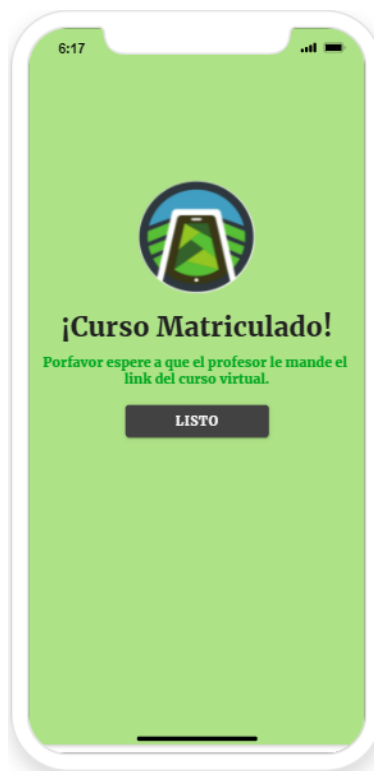 6:17
¡Curso Matriculado!
Porfavor espere a que el profesor le mande el
link del curso virtual.
LISTO